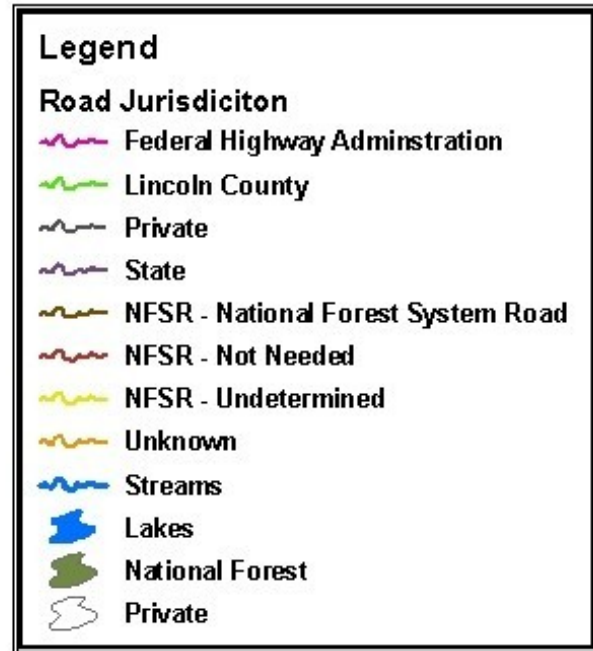 Legend
Road Jurisdiciton
Federal Highway Adminstration
Lincoln County
Private
State
NFSR - National Forest System Road
NFSR - Not Needed
NFSR - Undetermined
Unknown
Streams
Lakes
National Forest
Private